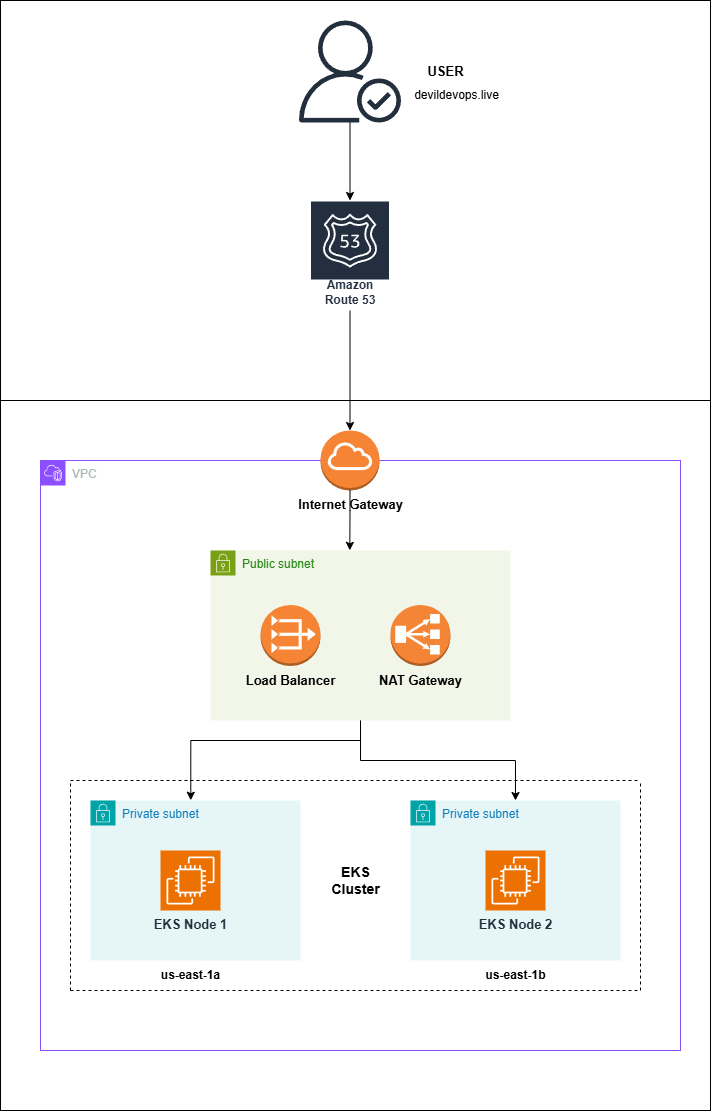 USER
devildevops.live
53
Amazon
Route 53
VPC
Internet Gateway
Public subnet
Load Balancer
NAT Gateway
Private subnet
Private subnet
EKS
Cluster
EKS Node 1
EKS Node 2
us-east-1a
us-east-1b